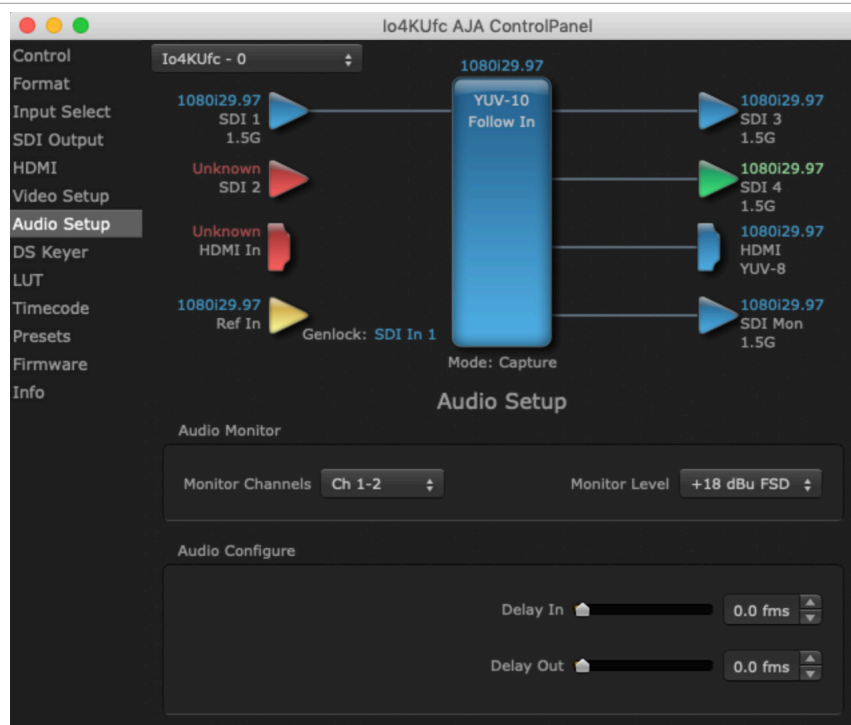 Io4KUfc AJA ControlPanel
Control
Format
Input Select
SDI Output
HDMI
Video Setup
Audio Setup
DS Keyer
LUT
Timecode
Presets
Firmware
Info
Io4KUfc - 0
1080i29.97
YUV-10
Follow In
1080i29.97
SDI 1
1.5G
Unknown
SDI 2
Unknown
HDMI In
1080i29.97
Ref In
Genlock: SDI In 1
1080i29.97
SDI 3
1.5G
1080i29.97
SDI 4
1.5G
1080i29.97
HDMI
YUV-8
1080i29.97
SDI Mon
1.5G
Mode: Capture
Audio Setup
Audio Monitor
Monitor Channels Ch 1-2
Monitor Level +18 dBu FSD
Audio Configure
Delay In 0.0 fms
Delay Out 0.0 fms